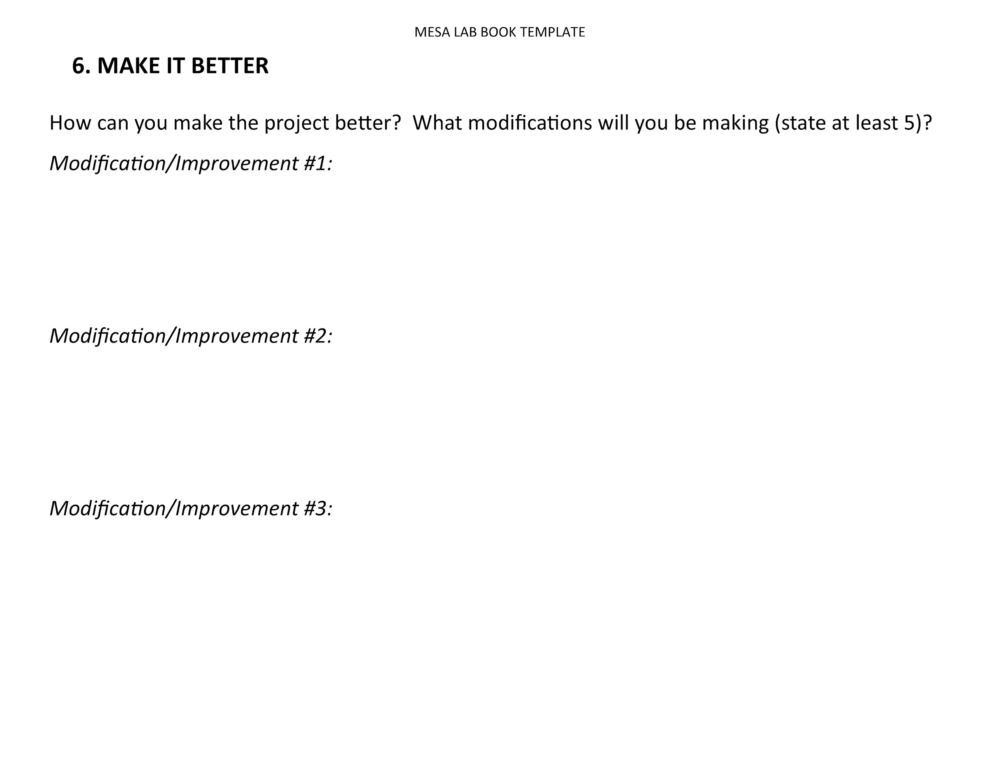 MESA LAB BOOK TEMPLATE
6. MAKE IT BETTER
How can you make the project better?  What modifications will you be making (state at least 5)?
Modification/Improvement #1:
Modification/Improvement #2:
Modification/Improvement #3: